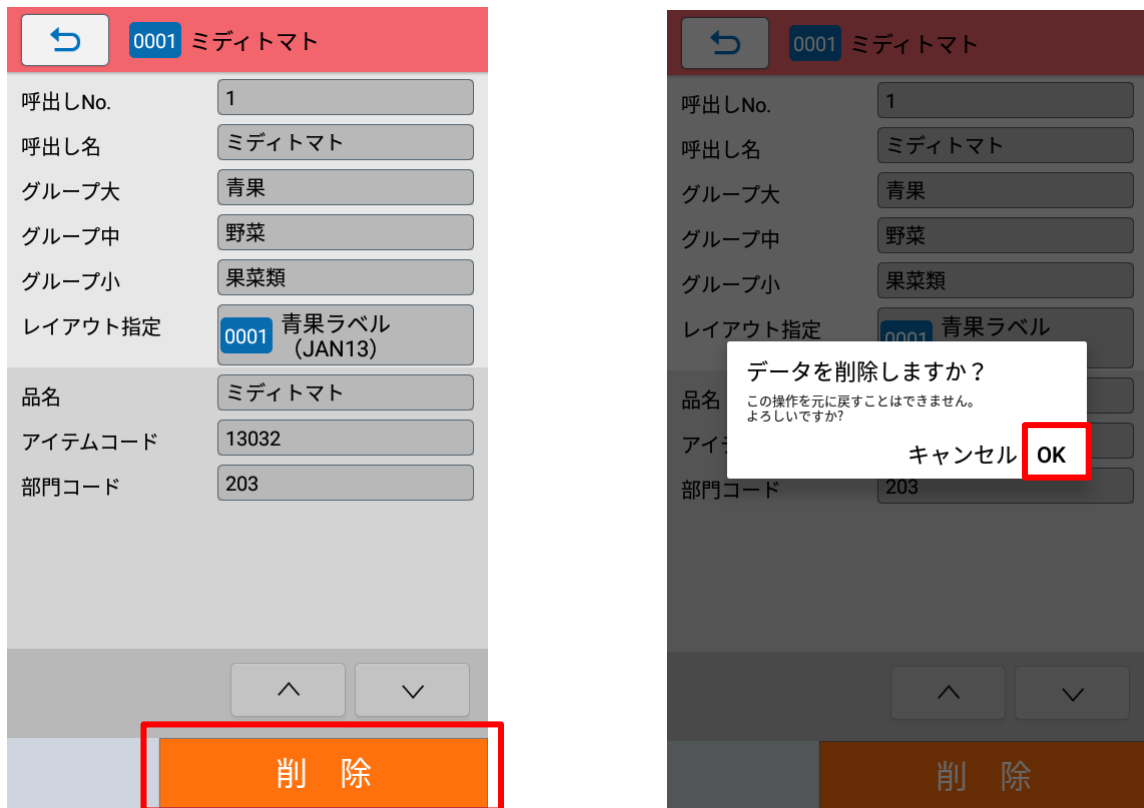 0001 ミディトマト
呼出しNo. 1
呼出し名 ミディトマト
グループ大 青果
グループ中 野菜
グループ小 果菜類
レイアウト指定 0001 青果ラベル
（JAN13）
品名 ミディトマト
アイテムコード 13032
部門コード 203
削 除
0001 ミディトマト
呼出しNo. 1
呼出し名 ミディトマト
グループ大 青果
グループ中 野菜
グループ小 果菜類
レイアウト指定 0001 青果ラベル
データを削除しますか？
品名 この操作を元に戻すことはできません。
よろしいですか?
アイ
キャンセル OK
部門コード 203
削 除